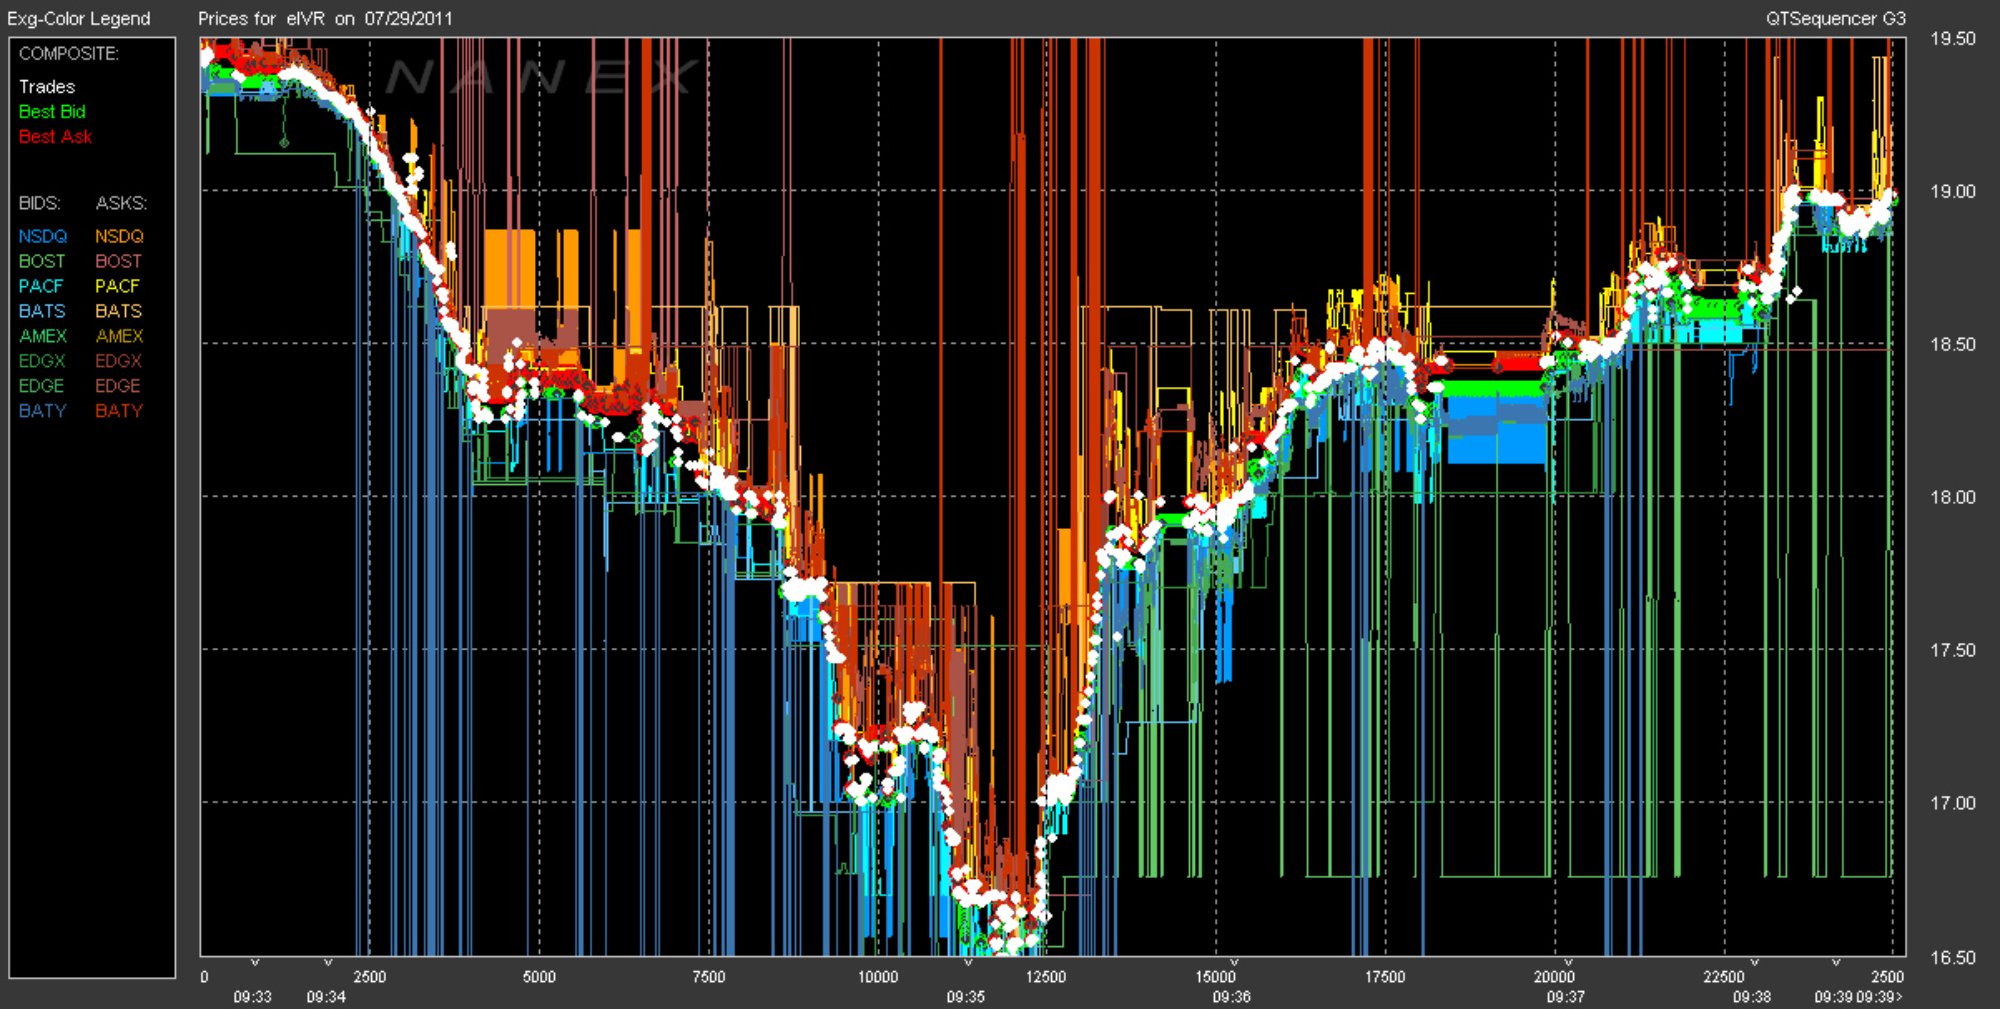 Exg-Color Legend Prices for eIVR on 07/29/2011 QTSequencer G3
COMPOSITE:
Trades
Best Bid
Best Ask
BIDS: ASKS:
NSDQ NSDQ
BOST BOST
PACF PACF
BATS BATS
AMEX AMEX
EDGX EDGX
EDGE EDGE
BATY BATY
NANEX
19.50
19.00
18.50
18.00
17.50
17.00
16.50
0 2500 5000 7500 10000 12500 15000 17500 20000 22500 2500
09:33 09:34 09:35 09:36 09:37 09:38 09:39 09:39>